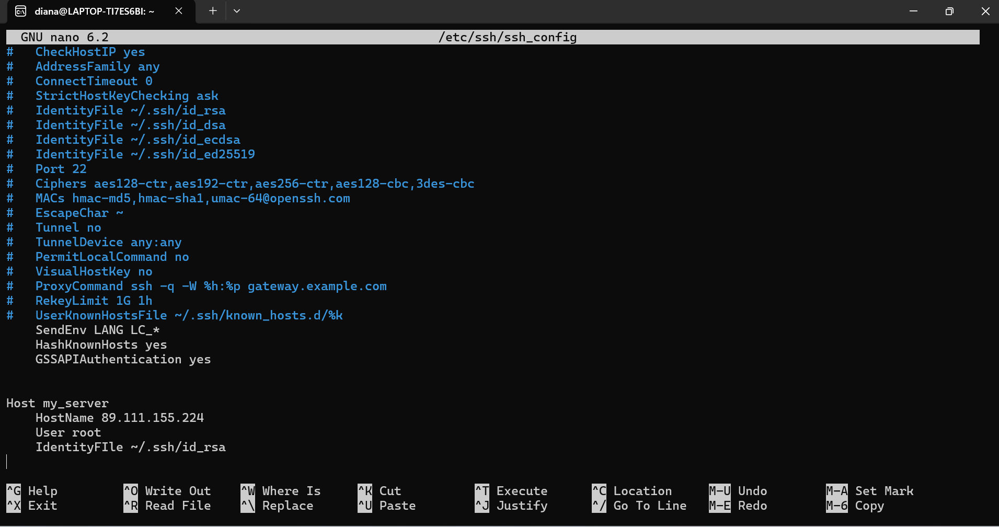 diana@LAPTOP-TI7ES6BI: ~
GNU nano 6.2 /etc/ssh/ssh_config
#   CheckHostIP yes
#   AddressFamily any
#   ConnectTimeout 0
#   StrictHostKeyChecking ask
#   IdentityFile ~/.ssh/id_rsa
#   IdentityFile ~/.ssh/id_dsa
#   IdentityFile ~/.ssh/id_ecdsa
#   IdentityFile ~/.ssh/id_ed25519
#   Port 22
#   Ciphers aes128-ctr,aes192-ctr,aes256-ctr,aes128-cbc,3des-cbc
#   MACs hmac-md5,hmac-sha1,umac-64@openssh.com
#   EscapeChar ~
#   Tunnel no
#   TunnelDevice any:any
#   PermitLocalCommand no
#   VisualHostKey no
#   ProxyCommand ssh -q -W %h:%p gateway.example.com
#   RekeyLimit 1G 1h
#   UserKnownHostsFile ~/.ssh/known_hosts.d/%k
    SendEnv LANG LC_*
    HashKnownHosts yes
    GSSAPIAuthentication yes
Host my_server
    HostName 89.111.155.224
    User root
    IdentityFIle ~/.ssh/id_rsa
^G Help ^O Write Out ^W Where Is ^K Cut ^T Execute ^C Location M-U Undo M-A Set Mark
^X Exit ^R Read File ^\ Replace ^U Paste ^J Justify ^/ Go To Line M-E Redo M-6 Copy